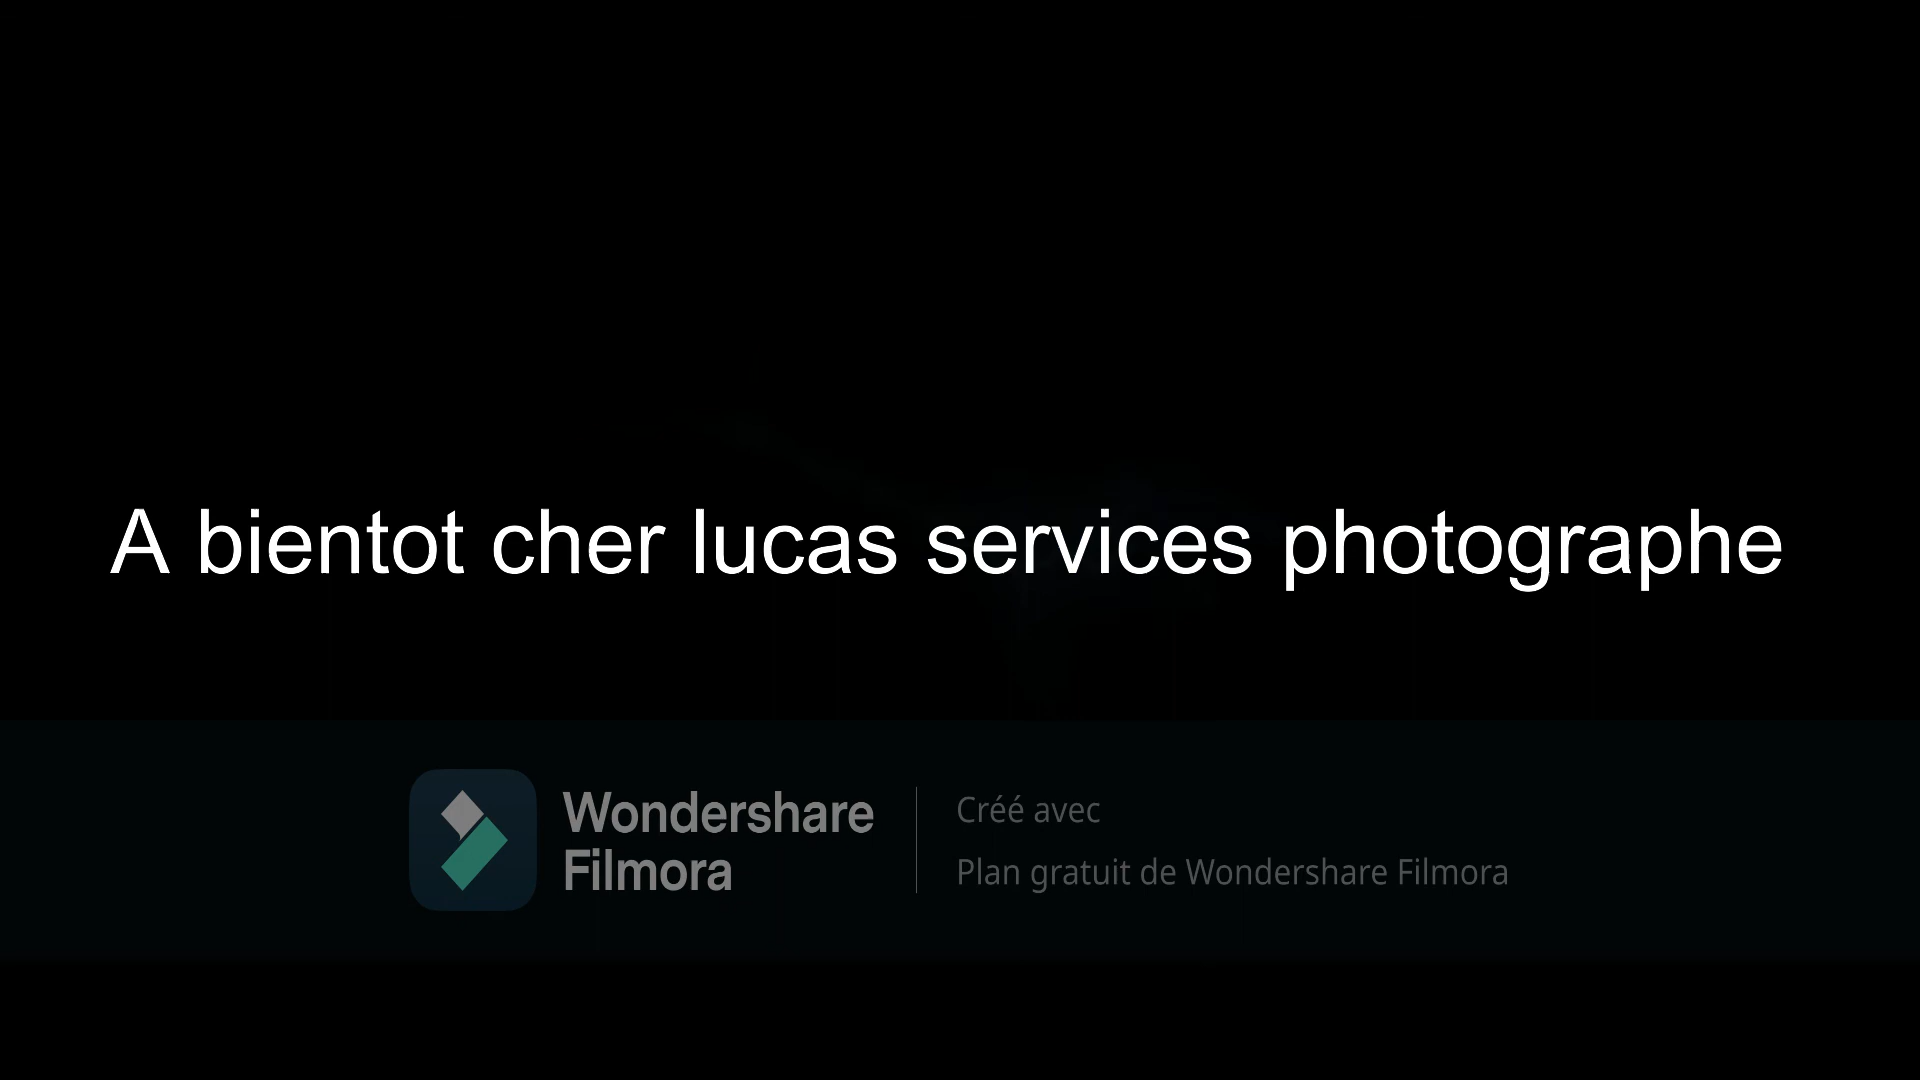 A bientot cher lucas services photographe
Wondershare
Filmora
Créé avec
Plan gratuit de Wondershare Filmora